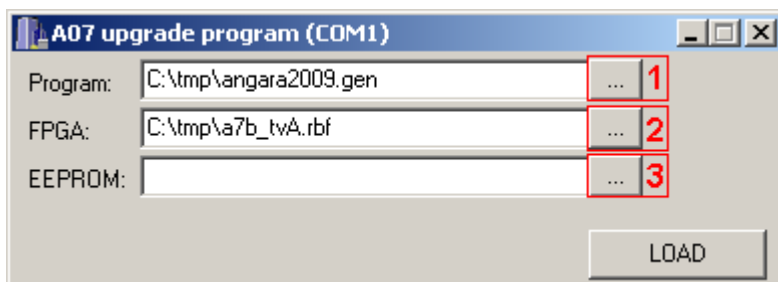 A07 upgrade program (COM1)
Program: C:\tmp\angara2009.gen ... 1
FPGA: C:\tmp\a7b_tvA.rbf ... 2
EEPROM: ... 3
LOAD